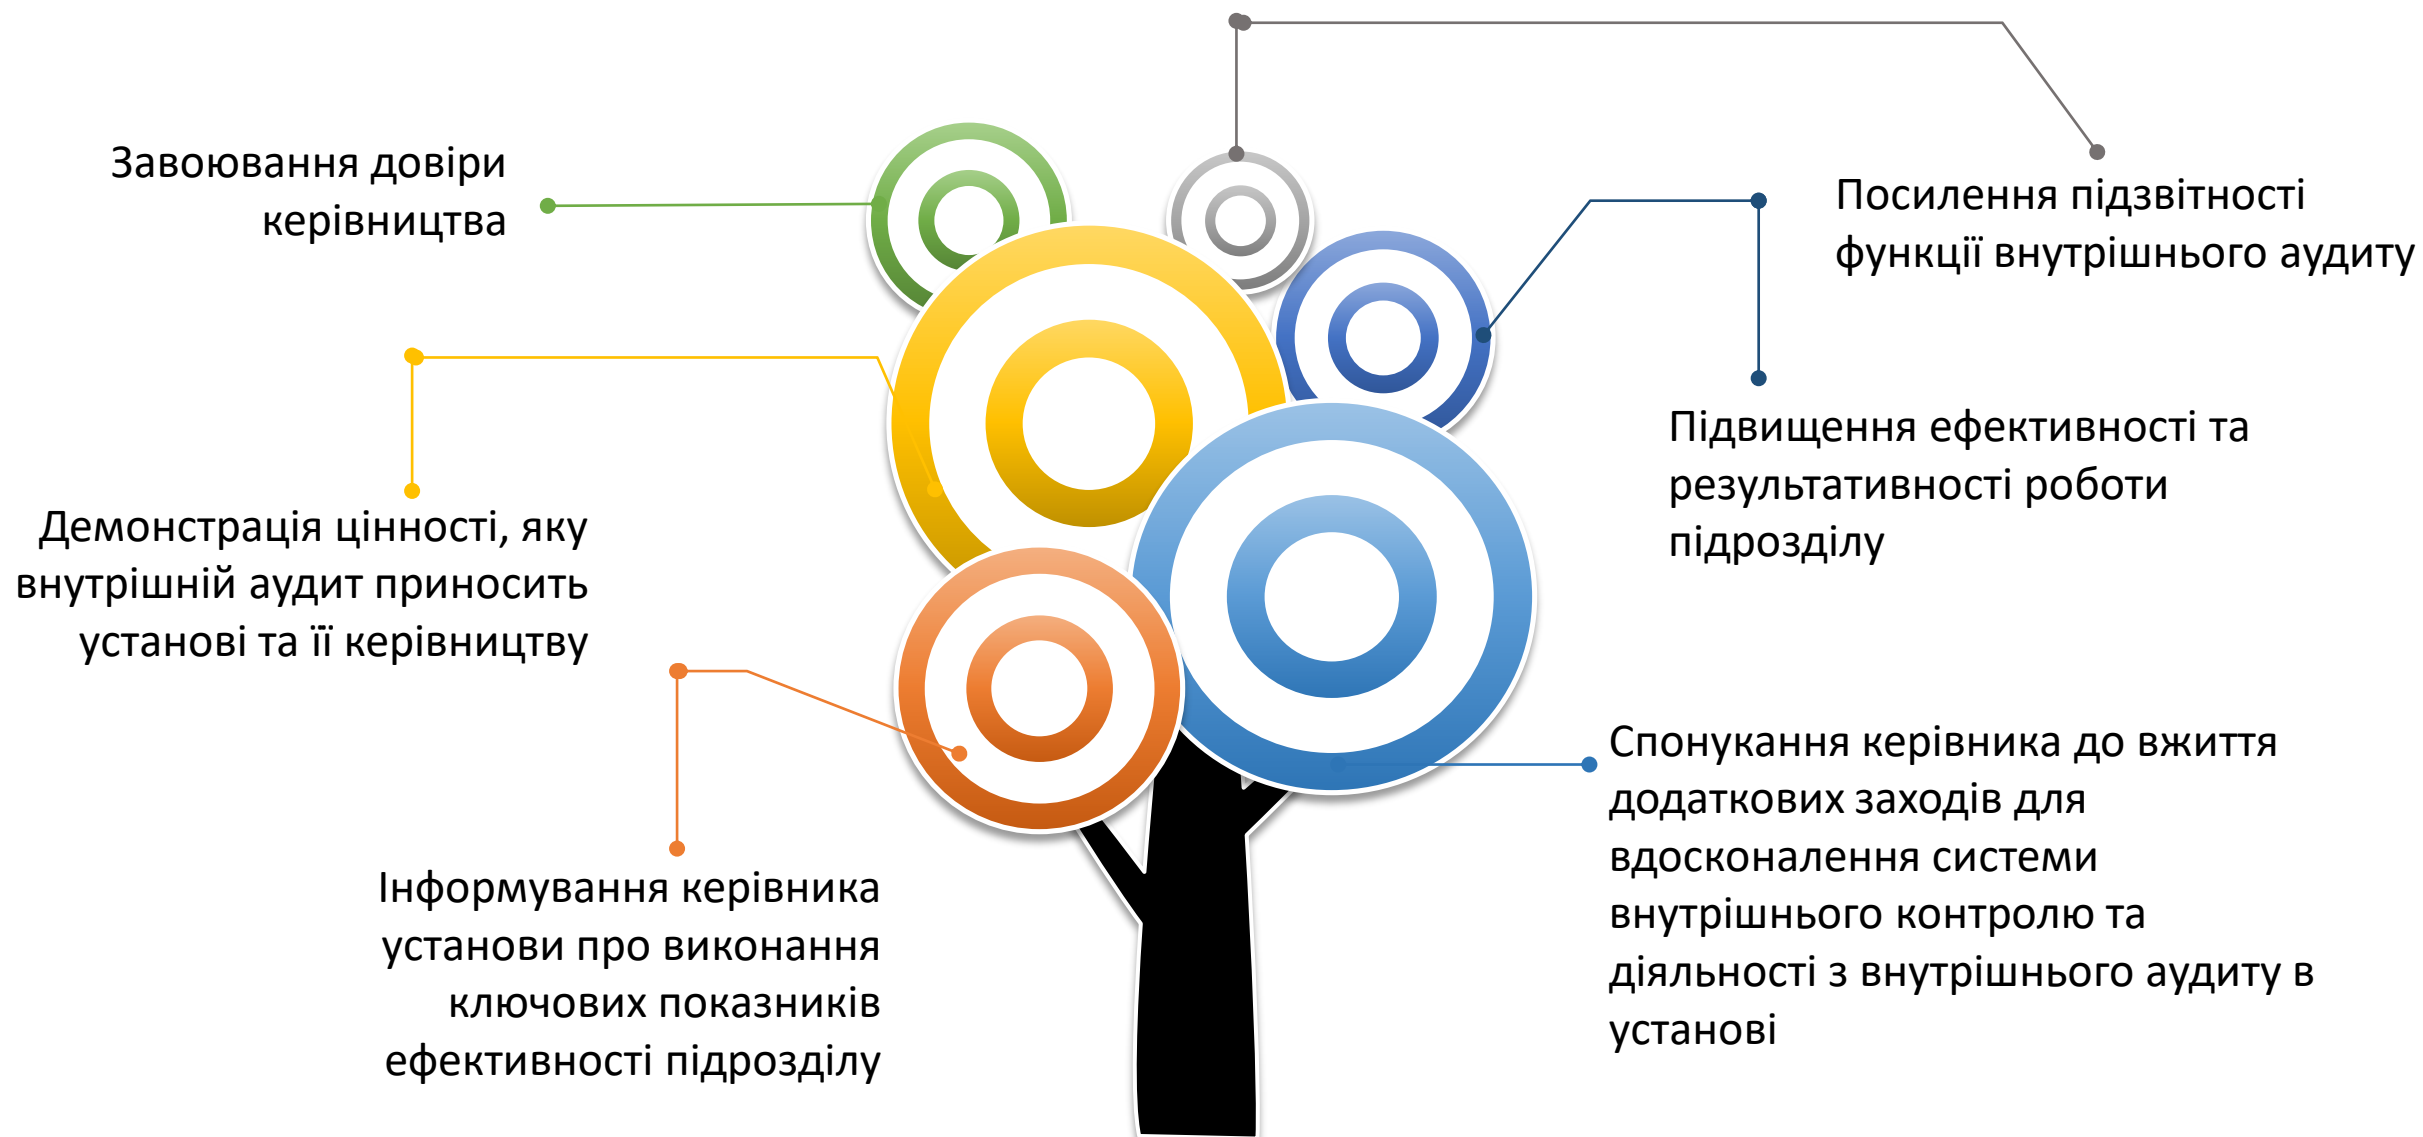 Завоювання довіри
керівництва
Посилення підзвітності
функції внутрішнього аудиту
Демонстрація цінності, яку
внутрішній аудит приносить
установі та її керівництву
Підвищення ефективності та
результативності роботи
підрозділу
Інформування керівника
установи про виконання
ключових показників
ефективності підрозділу
Спонукання керівника до вжиття
додаткових заходів для
вдосконалення системи
внутрішнього контролю та
діяльності з внутрішнього аудиту в
установі